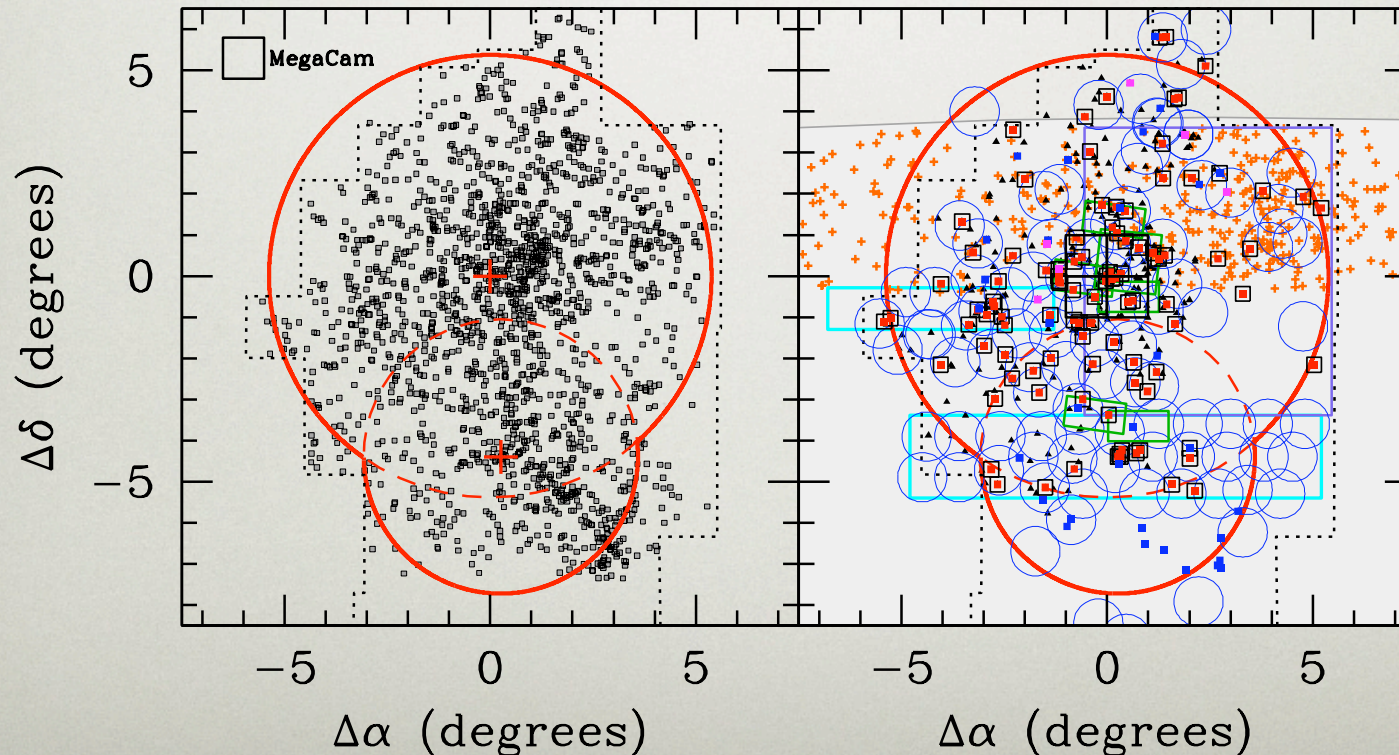 MegaCam
5
0
−5
Δδ (degrees)
−5 0 5
−5 0 5
Δα (degrees)
Δα (degrees)